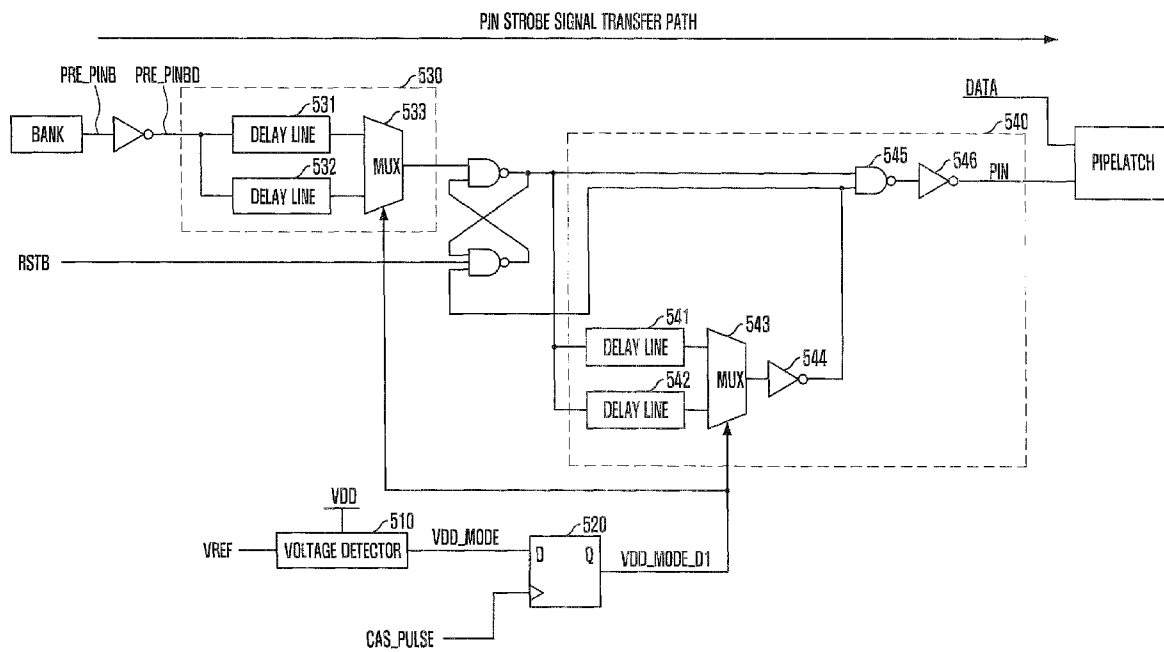 PIN STROBE SIGNAL TRANSFER PATH
PRE_PINB
PRE_PINBD
530
BANK
531
DELAY LINE
532
DELAY LINE
533
MUX
DATA
540
545
546
PIN
PIPELATCH
RSTB
541
DELAY LINE
542
DELAY LINE
543
MUX
544
VDD
510
VREF
VOLTAGE DETECTOR
VDD_MODE
520
D
Q
VDD_MODE_D1
CAS_PULSE